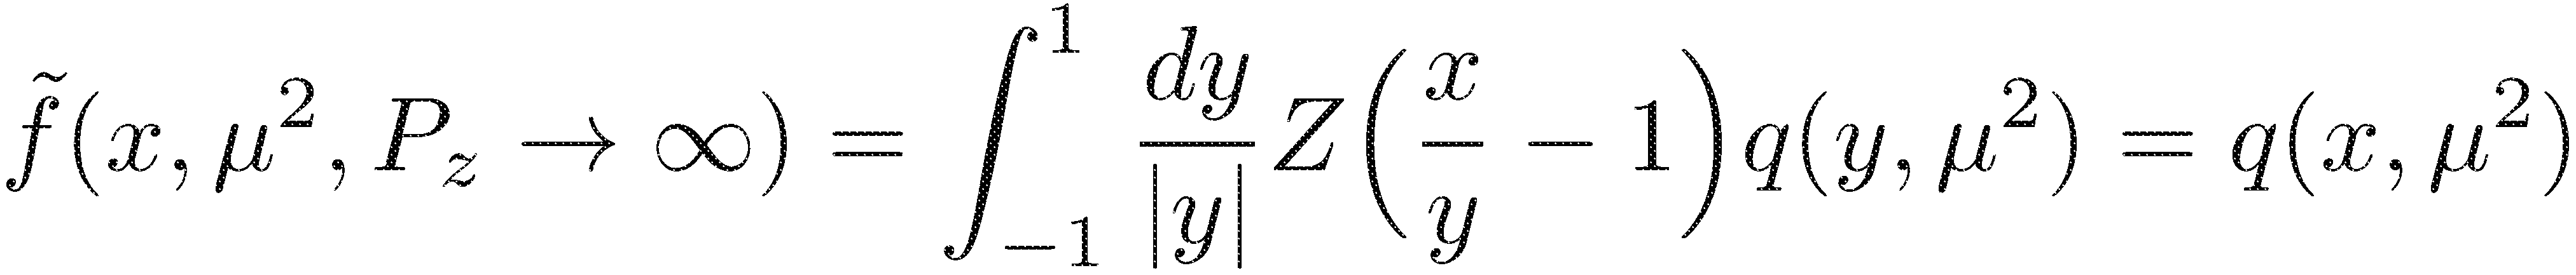 \tilde{f}(x, \mu^2, P_z \to \infty) = \int_{-1}^{1} \frac{dy}{|y|} Z\left(\frac{x}{y} - 1\right) q(y, \mu^2) = q(x, \mu^2)